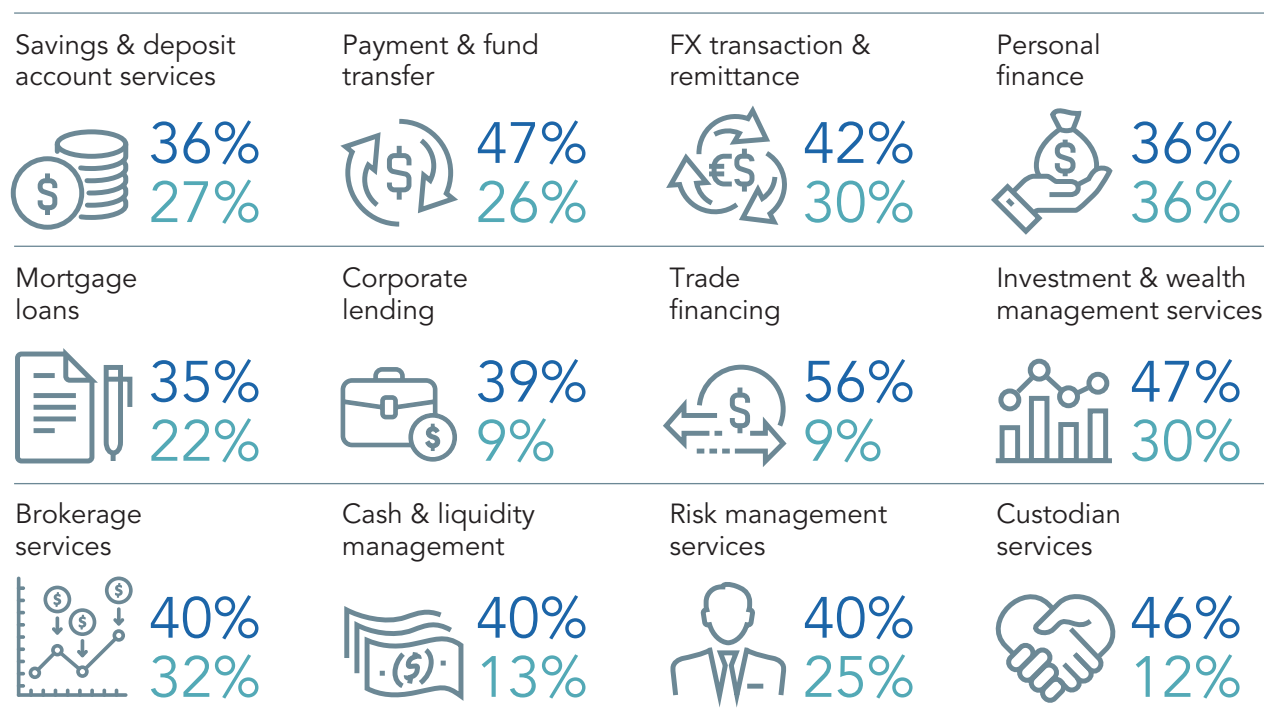 Savings & deposit
account services
36%
27%
Payment & fund
transfer
$
47%
26%
FX transaction &
remittance
€$
42%
30%
Personal
finance
$
36%
36%
$
Mortgage
loans
35%
22%
Corporate
lending
$
39%
9%
Trade
financing
$
56%
9%
Investment & wealth
management services
47%
30%
Brokerage
services
$
$
$
40%
32%
Cash & liquidity
management
($)
40%
13%
Risk management
services
40%
25%
Custodian
services
46%
12%